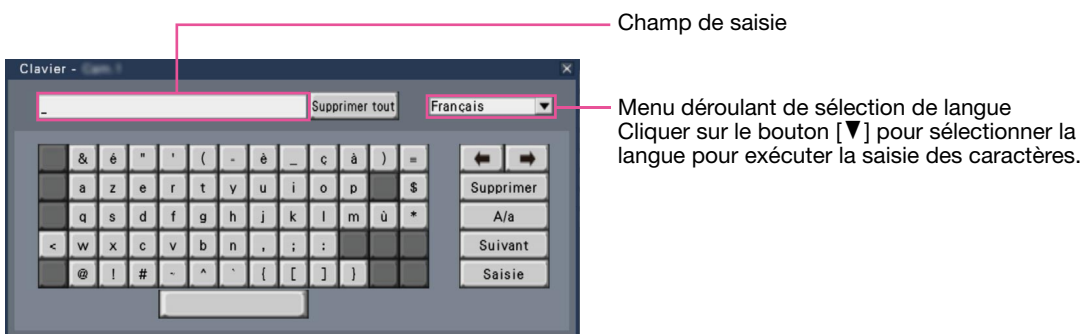 Champ de saisie
Clavier -
_ Supprimer tout Français ▼
Menu déroulant de sélection de langue
Cliquer sur le bouton [▼] pour sélectionner la
langue pour exécuter la saisie des caractères.
& é " ' ( - è _ ç à ) = ← →
a z e r t y u i o p $ Supprimer
q s d f g h j k l m ù * A/a
< w x c v b n , ; : Suivant
@ ! # ~ ^ ` { [ ] } Saisie